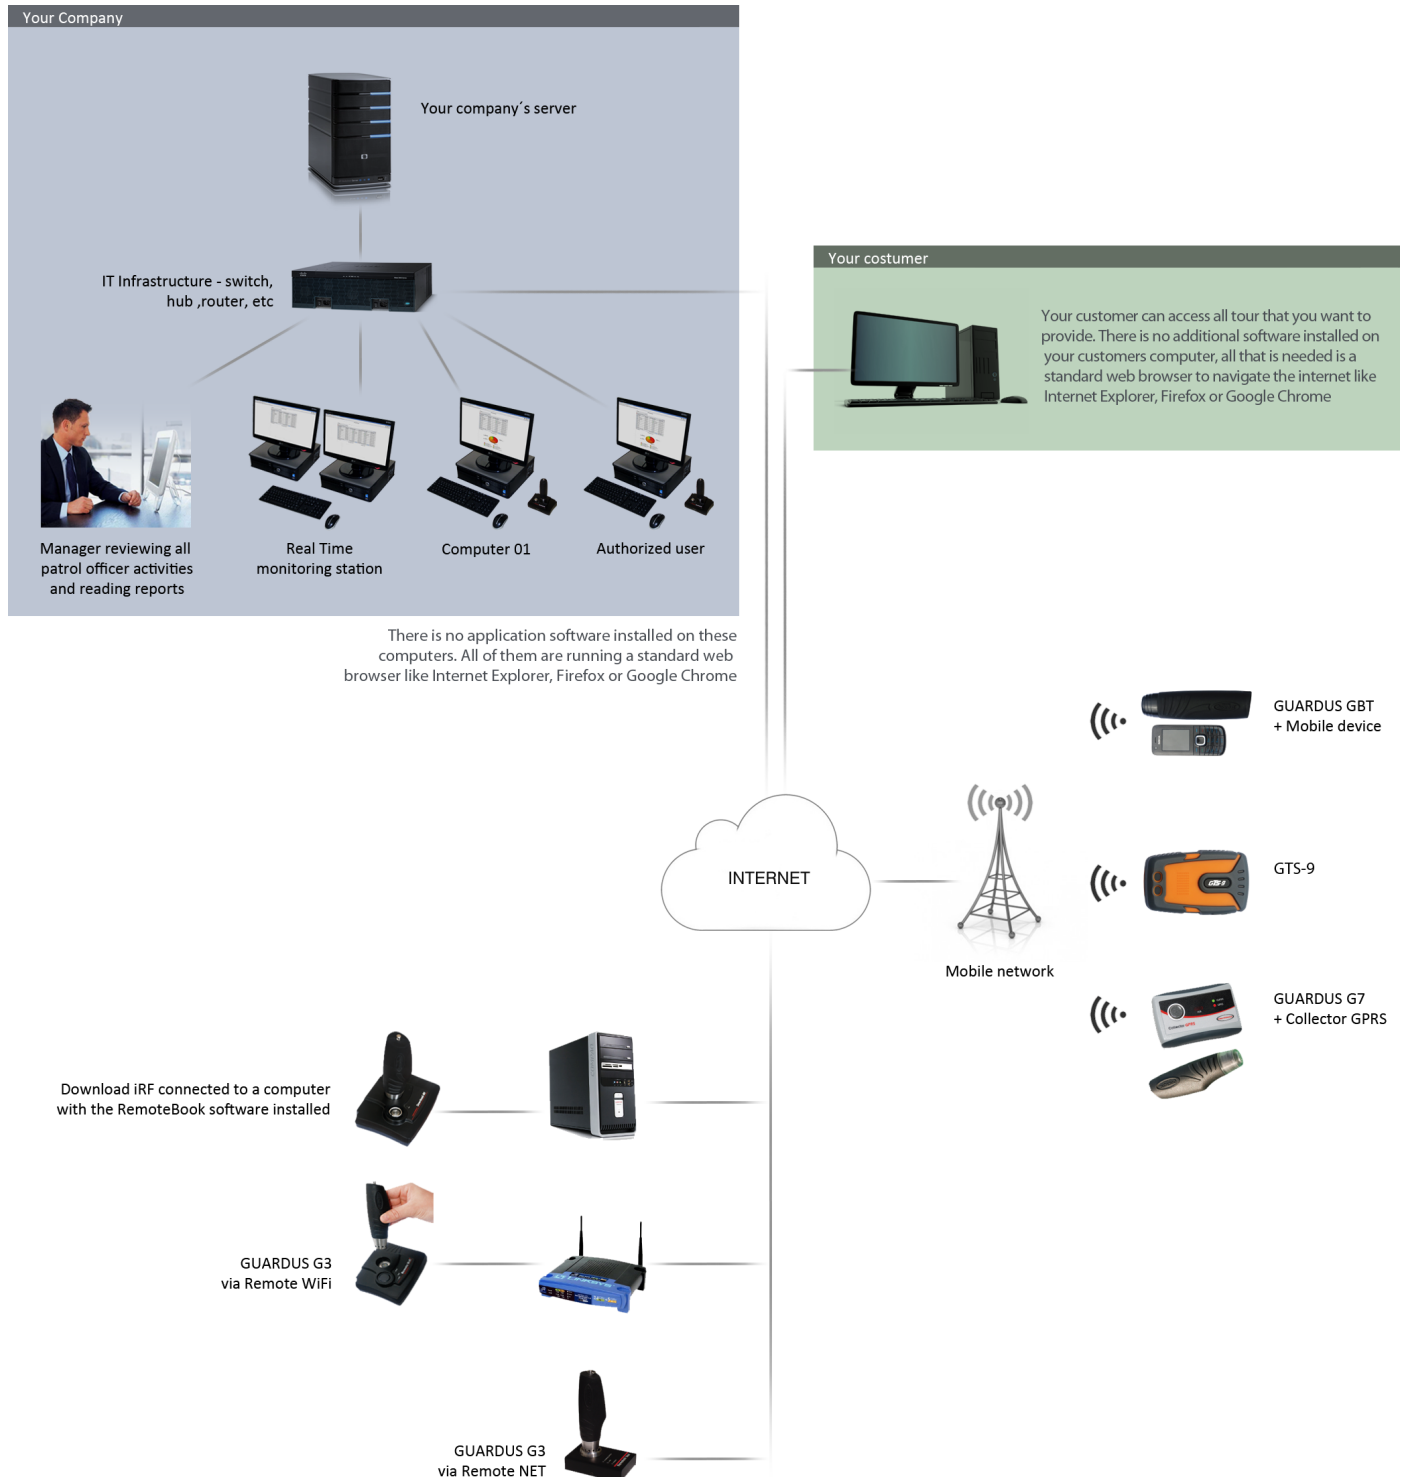 Your Company
Your company´s server
IT Infrastructure - switch,
hub ,router, etc
Manager reviewing all
patrol officer activities
and reading reports
Real Time
monitoring station
Computer 01
Authorized user
There is no application software installed on these
computers. All of them are running a standard web
browser like Internet Explorer, Firefox or Google Chrome
Your costumer
Your customer can access all tour that you want to
provide. There is no additional software installed on
your customers computer, all that is needed is a
standard web browser to navigate the internet like
Internet Explorer, Firefox or Google Chrome
INTERNET
Mobile network
GUARDUS GBT
+ Mobile device
GTS-9
GTS-9
GUARDUS G7
+ Collector GPRS
Download iRF connected to a computer
with the RemoteBook software installed
GUARDUS G3
via Remote WiFi
GUARDUS G3
via Remote NET